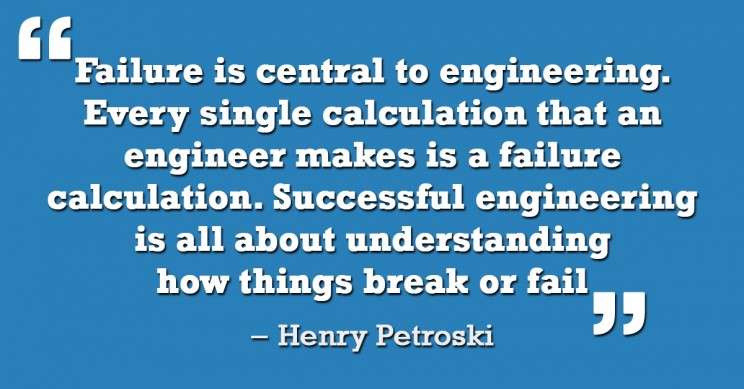 “Failure is central to engineering.
Every single calculation that an
engineer makes is a failure
calculation. Successful engineering
is all about understanding
how things break or fail”
– Henry Petroski